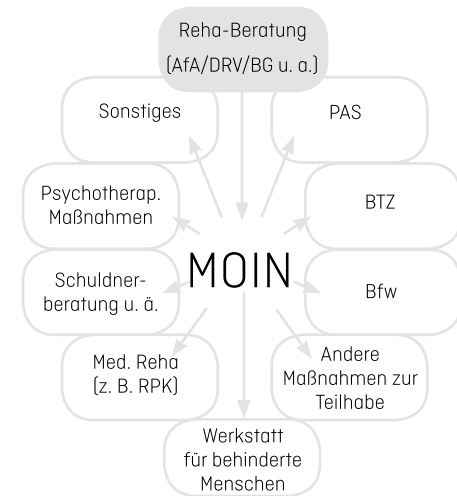 Reha-Beratung
(AfA/DRV/BG u. a.)
Sonstiges
PAS
Psychotherap.
Maßnahmen
BTZ
MOIN
Schuldner-
beratung u. ä.
Bfw
Med. Reha
(z. B. RPK)
Andere
Maßnahmen zur
Teilhabe
Werkstatt
für behinderte
Menschen